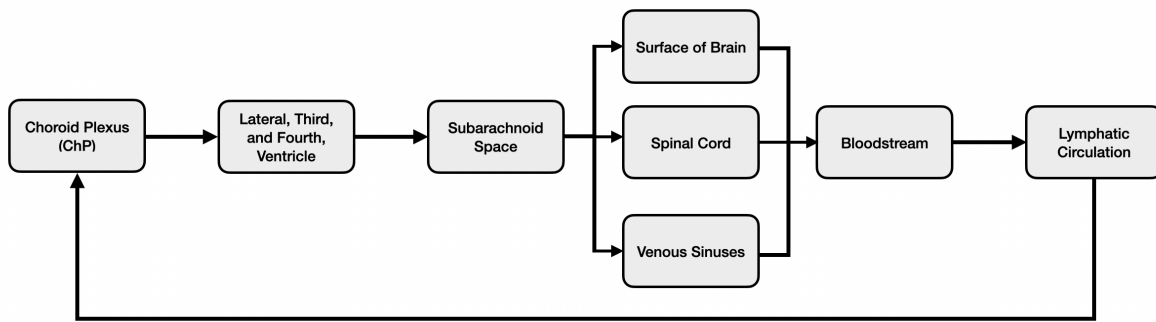 Choroid Plexus
(ChP)
Lateral, Third,
and Fourth,
Ventricle
Subarachnoid
Space
Surface of Brain
Spinal Cord
Venous Sinuses
Bloodstream
Lymphatic
Circulation